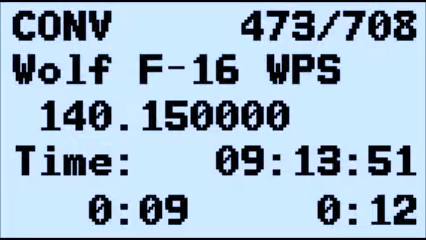 CONV 473/708
Wolf F-16 WPS
140.150000
Time: 09:13:51
0:09 0:12